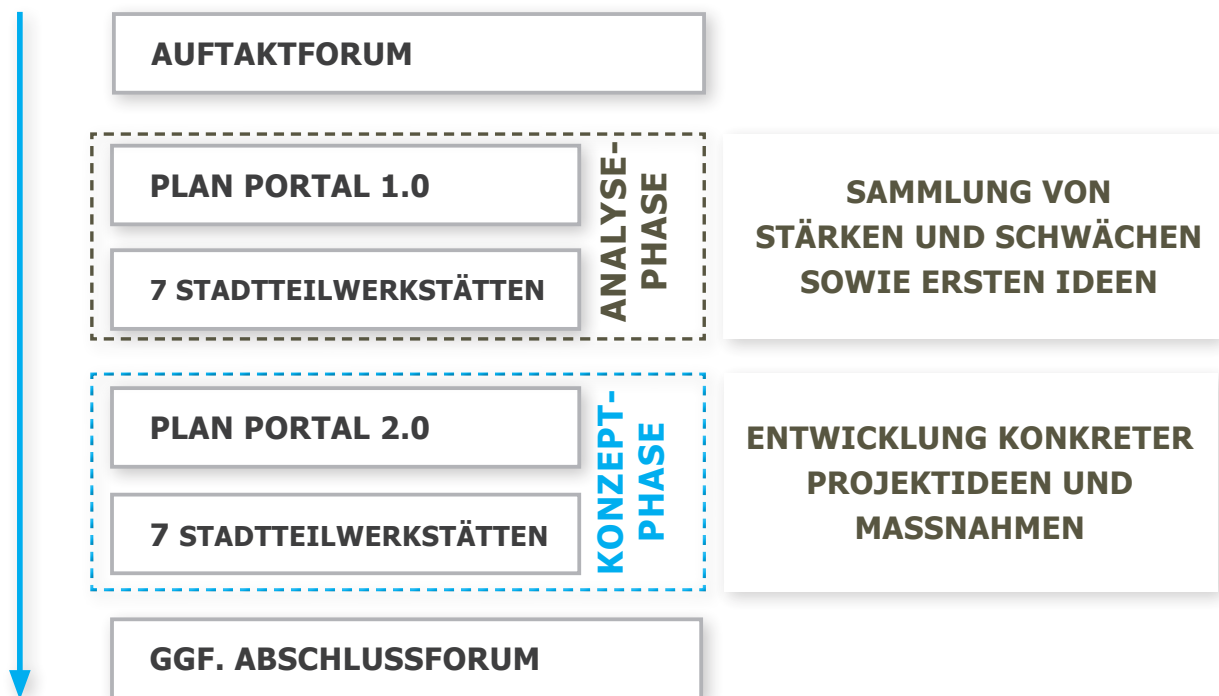 AUFTAKTFORUM
PLAN PORTAL 1.0
7 STADTTEILWERKSTÄTTEN
ANALYSE-
PHASE
SAMMLUNG VON
STÄRKEN UND SCHWÄCHEN
SOWIE ERSTEN IDEEN
PLAN PORTAL 2.0
7 STADTTEILWERKSTÄTTEN
KONZEPT-
PHASE
ENTWICKLUNG KONKRETER
PROJEKTIDEEN UND
MASSNAHMEN
GGF. ABSCHLUSSFORUM